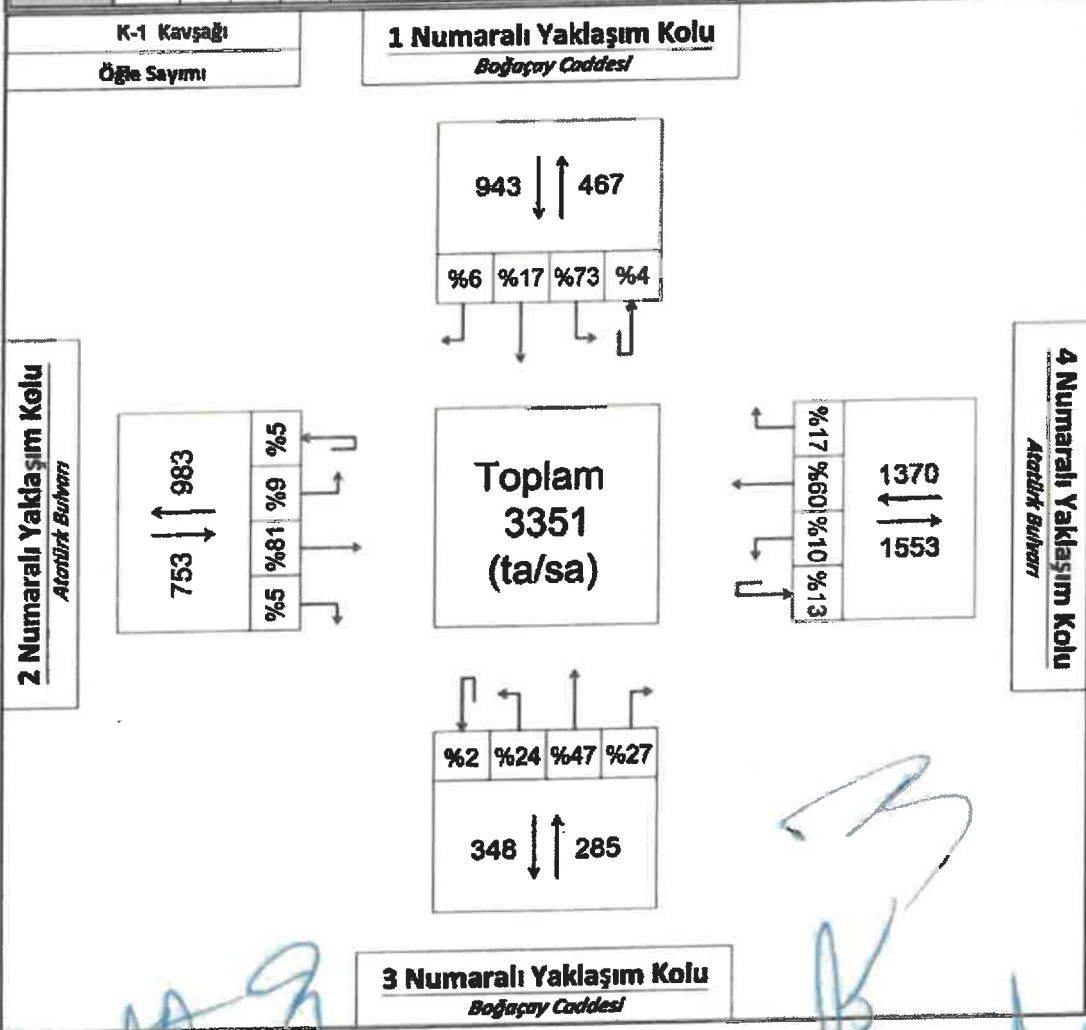 K-1 Kavşağı
Öğle Sayımı
1 Numaralı Yaklaşım Kolu
Boğaçay Caddesi
943 467
%6 %17 %73 %4
2 Numaralı Yaklaşım Kolu
Atatürk Bulvarı
983
753
%5 %9 %81 %5
Toplam
3351
(ta/sa)
%17 %60 %10 %13
1370
1553
4 Numaralı Yaklaşım Kolu
Atatürk Bulvarı
%2 %24 %47 %27
348 285
3 Numaralı Yaklaşım Kolu
Boğaçay Caddesi